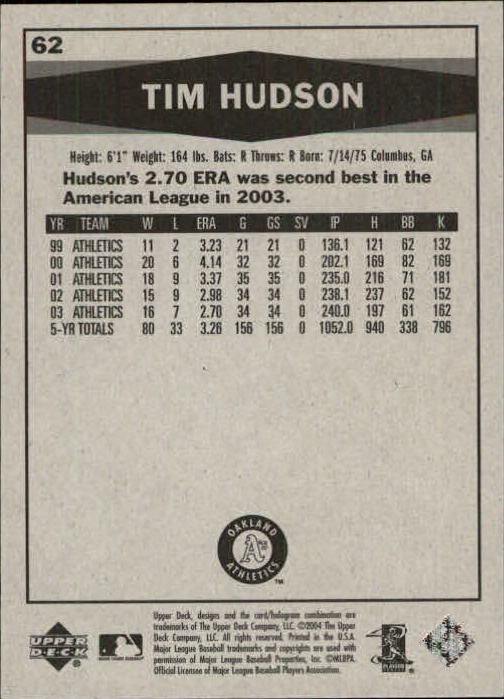 62
TIM HUDSON
Height: 6'1" Weight: 164 lbs. Bats: R Throws: R Born: 7/14/75 Columbus, GA
Hudson's 2.70 ERA was second best in the
American League in 2003.
YR TEAM W L ERA G GS SV IP H BB K
99 ATHLETICS 11 2 3.23 21 21 0 136.1 121 62 132
00 ATHLETICS 20 6 4.14 32 32 0 202.1 169 82 169
01 ATHLETICS 18 9 3.37 35 35 0 235.0 216 71 181
02 ATHLETICS 15 9 2.98 34 34 0 238.1 237 62 152
03 ATHLETICS 16 7 2.70 34 34 0 240.0 197 61 162
5-YR TOTALS 80 33 3.26 156 156 0 1052.0 940 338 796
OAKLAND
A's
ATHLETICS
TM
Upper Deck, designs and the card/hologram combination are
trademarks of The Upper Deck Company, LLC. ©2004 The Upper
Deck Company, LLC. All rights reserved. Printed in the U.S.A.
Major League Baseball trademarks and copyrights are used with
permission of Major League Baseball Properties, Inc. ©MLBPA.
Official Licensee of Major League Baseball Players Association.
UPPER
DECK